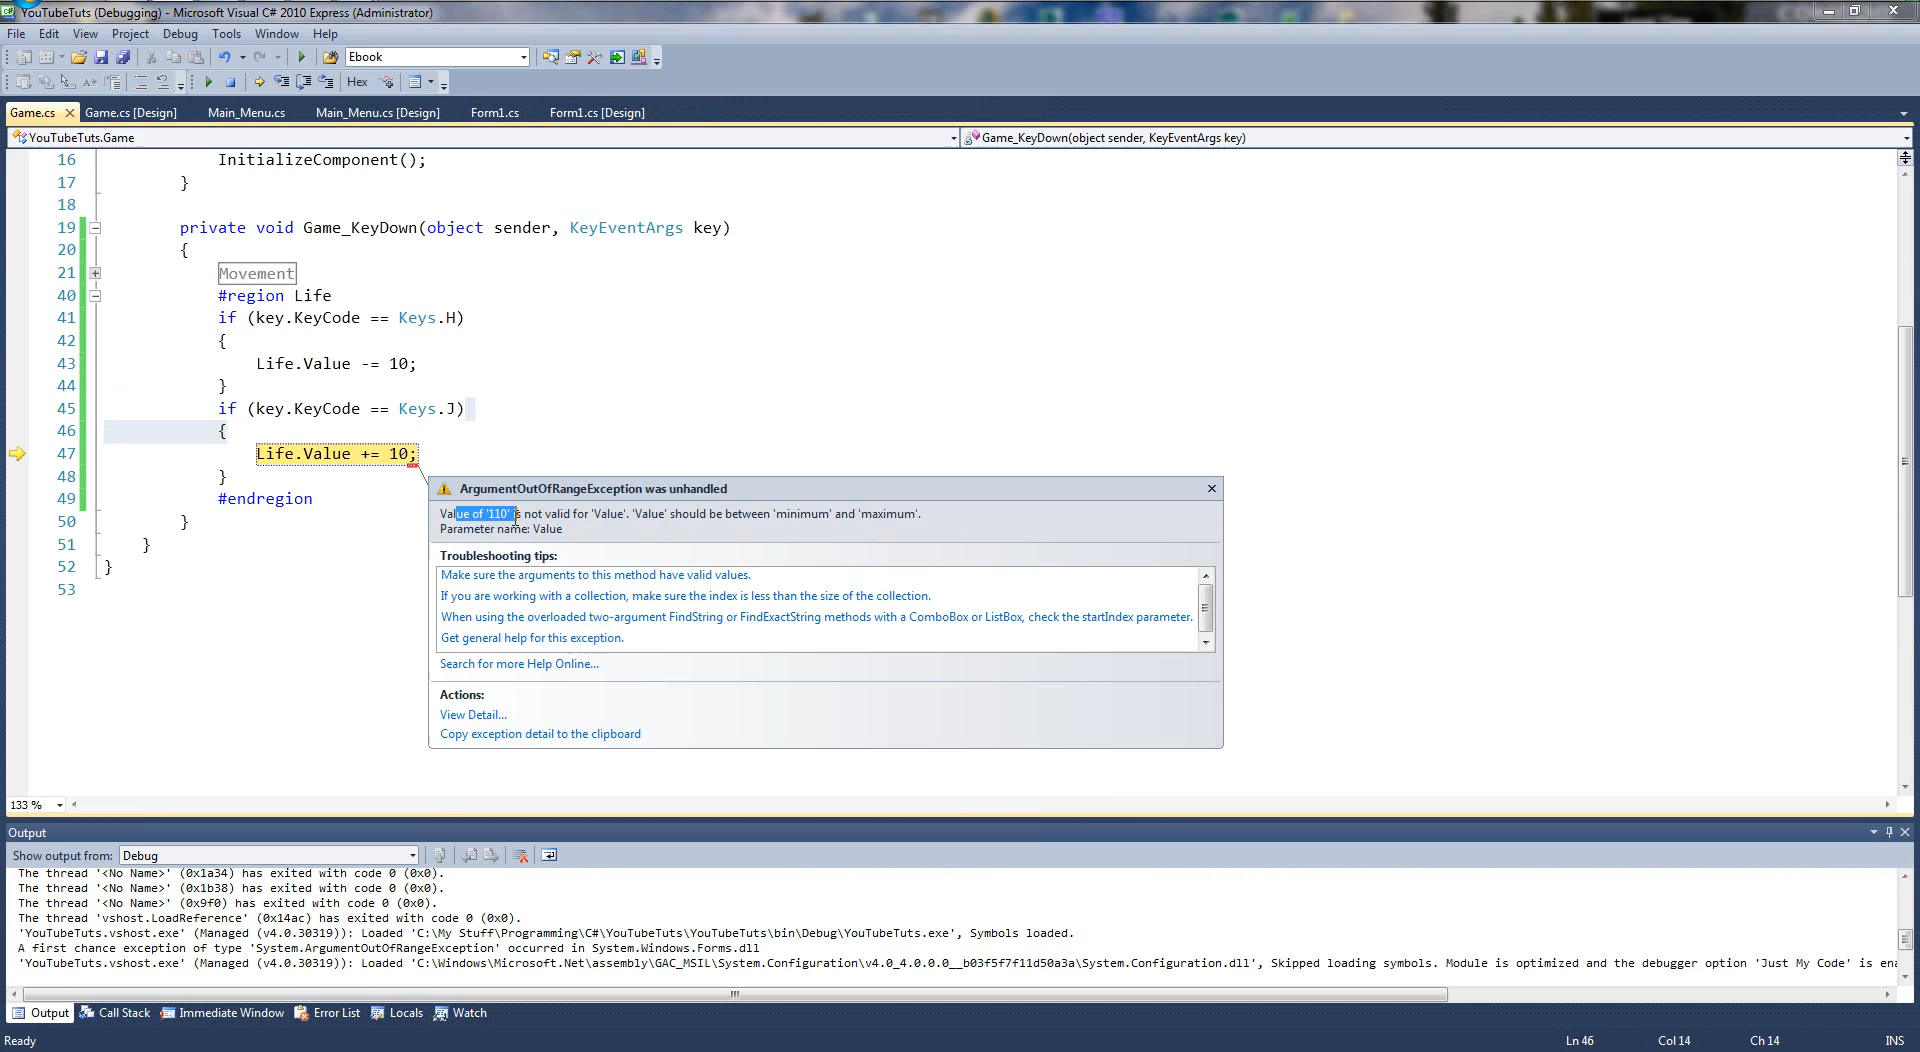 YouTubeTuts (Debugging) - Microsoft Visual C# 2010 Express (Administrator)
File Edit View Project Debug Tools Window Help
Ebook
Hex
Game.cs Game.cs [Design] Main_Menu.cs Main_Menu.cs [Design] Form1.cs Form1.cs [Design]
YouTubeTuts.Game Game_KeyDown(object sender, KeyEventArgs key)
16 InitializeComponent();
17 }
18
19 private void Game_KeyDown(object sender, KeyEventArgs key)
20 {
21 Movement
40 #region Life
41 if (key.KeyCode == Keys.H)
42 {
43 Life.Value -= 10;
44 }
45 if (key.KeyCode == Keys.J)
46 {
47 Life.Value += 10;
48 }
49 #endregion
50 }
51 }
52 }
53
ArgumentOutOfRangeException was unhandled
Value of '110' is not valid for 'Value'. 'Value' should be between 'minimum' and 'maximum'.
Parameter name: Value
Troubleshooting tips:
Make sure the arguments to this method have valid values.
If you are working with a collection, make sure the index is less than the size of the collection.
When using the overloaded two-argument FindString or FindExactString methods with a ComboBox or ListBox, check the startIndex parameter.
Get general help for this exception.
Search for more Help Online...
Actions:
View Detail...
Copy exception detail to the clipboard
133 %
Output
Show output from: Debug
The thread '<No Name>' (0x1a34) has exited with code 0 (0x0).
The thread '<No Name>' (0x1b38) has exited with code 0 (0x0).
The thread '<No Name>' (0x9f0) has exited with code 0 (0x0).
The thread 'vshost.LoadReference' (0x14ac) has exited with code 0 (0x0).
'YouTubeTuts.vshost.exe' (Managed (v4.0.30319)): Loaded 'C:\My Stuff\Programming\C#\YouTubeTuts\YouTubeTuts\bin\Debug\YouTubeTuts.exe', Symbols loaded.
A first chance exception of type 'System.ArgumentOutOfRangeException' occurred in System.Windows.Forms.dll
'YouTubeTuts.vshost.exe' (Managed (v4.0.30319)): Loaded 'C:\Windows\Microsoft.Net\assembly\GAC_MSIL\System.Configuration\v4.0_4.0.0.0__b03f5f7f11d50a3a\System.Configuration.dll', Skipped loading symbols. Module is optimized and the debugger option 'Just My Code' is ena
Output Call Stack Immediate Window Error List Locals Watch
Ready Ln 46 Col 14 Ch 14 INS